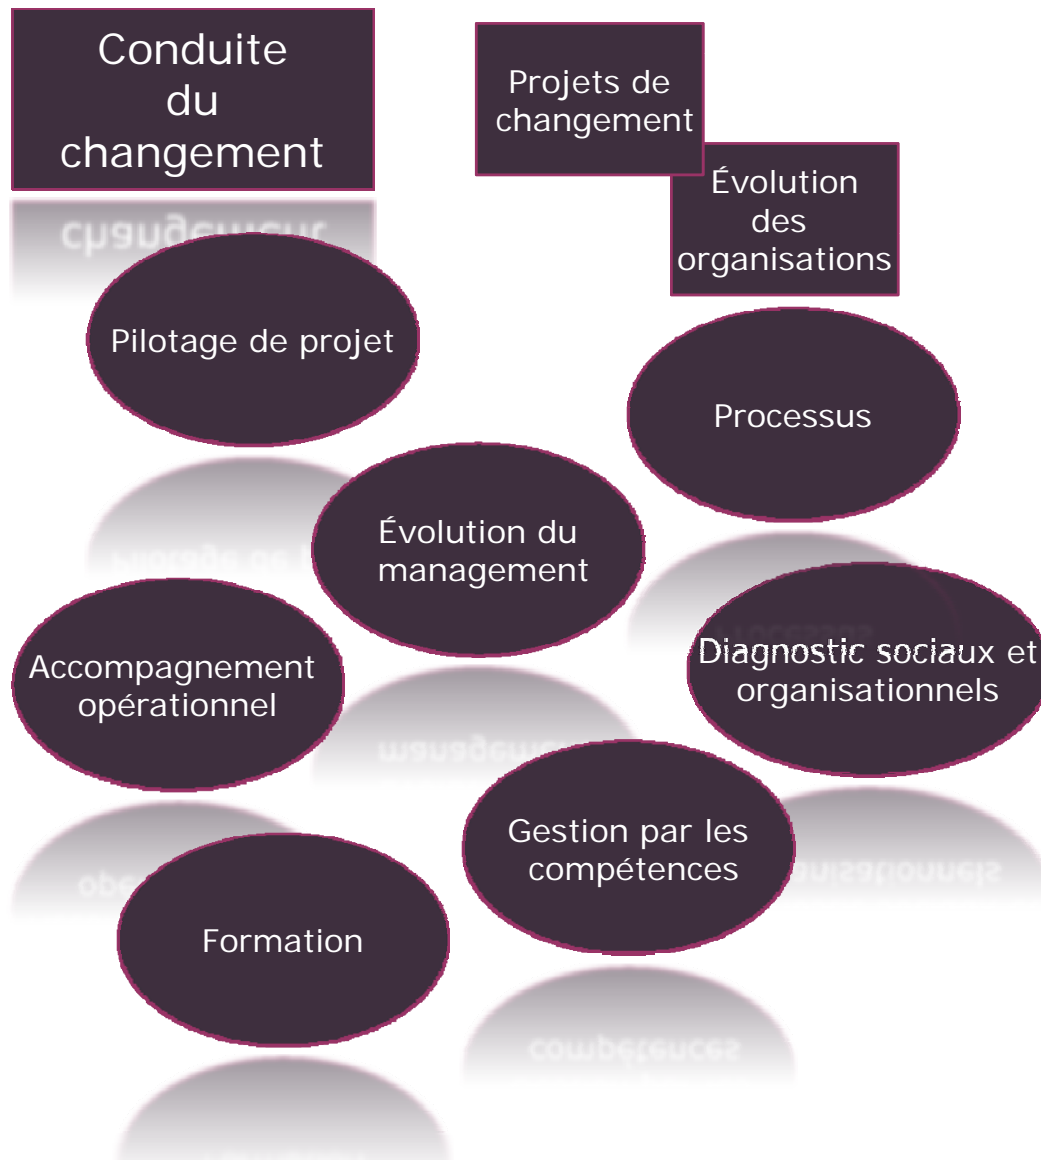 Conduite
du
changement
Projets de
changement
Évolution
des
organisations
Pilotage de projet
Processus
Évolution du
management
Accompagnement
opérationnel
Diagnostic sociaux et
organisationnels
Gestion par les
compétences
Formation